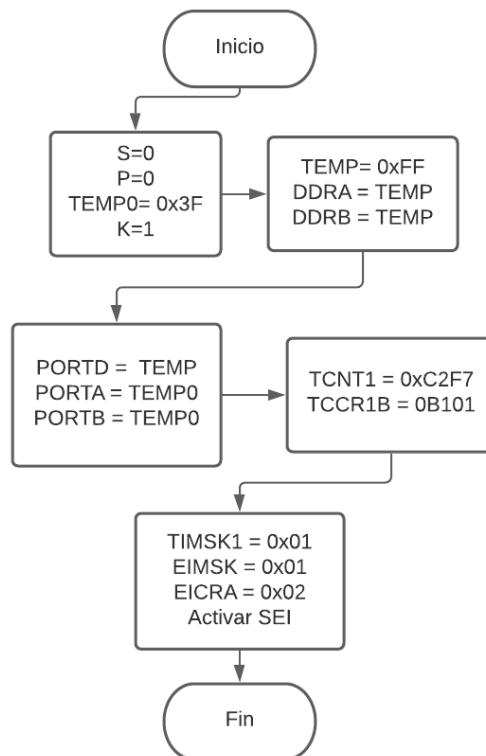 Inicio
S=0
P=0
TEMP0= 0x3F
K=1
TEMP= 0xFF
DDRA = TEMP
DDRB = TEMP
PORTD =  TEMP
PORTA = TEMP0
PORTB = TEMP0
TCNT1 = 0xC2F7
TCCR1B = 0B101
TIMSK1 = 0x01
EIMSK = 0x01
EICRA = 0x02
Activar SEI
Fin